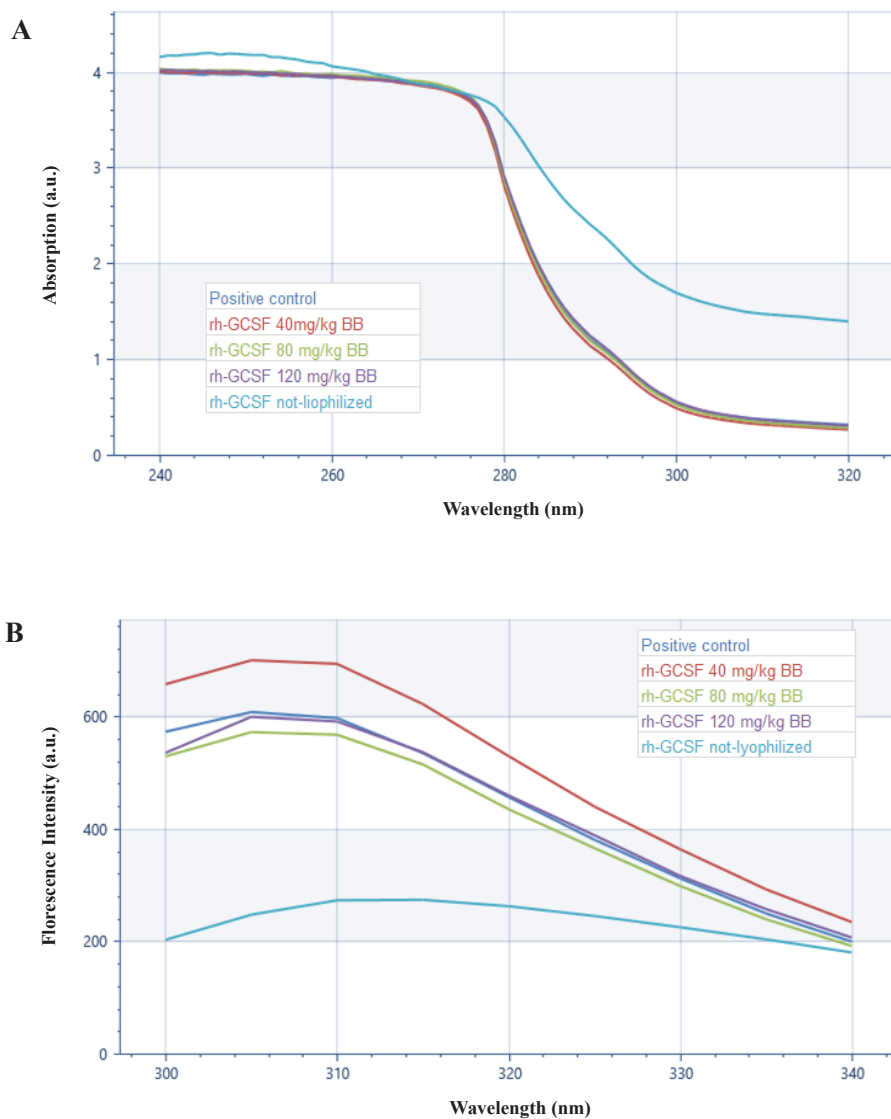 A
Absorption (a.u.)
4
3
2
1
0
Positive control
rh-GCSF 40mg/kg BB
rh-GCSF 80 mg/kg BB
rh-GCSF 120 mg/kg BB
rh-GCSF not-liophilized
240 260 280 300 320
Wavelength (nm)
B
Florescence Intensity (a.u.)
600
400
200
0
Positive control
rh-GCSF 40 mg/kg BB
rh-GCSF 80 mg/kg BB
rh-GCSF 120 mg/kg BB
rh-GCSF not-lyophilized
300 310 320 330 340
Wavelength (nm)